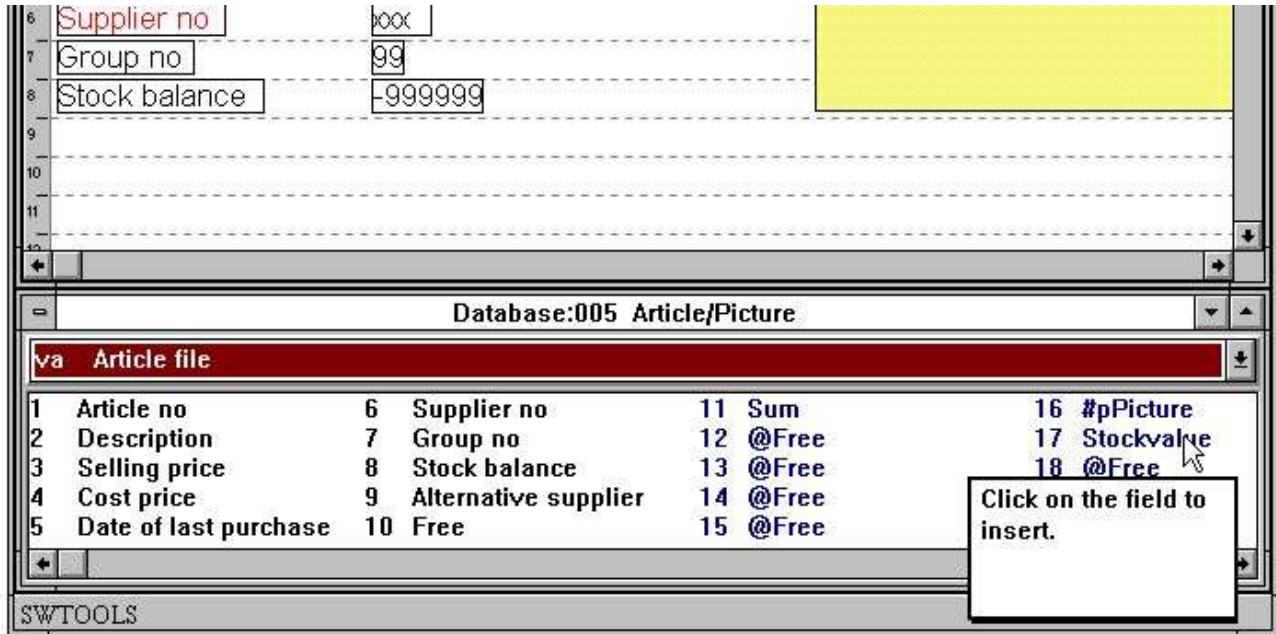 6 Supplier no xxx
7 Group no 99
8 Stock balance -999999
9
10
11
Database:005 Article/Picture
va Article file
1 Article no 6 Supplier no 11 Sum 16 #pPicture
2 Description 7 Group no 12 @Free 17 Stockvalue
3 Selling price 8 Stock balance 13 @Free 18 @Free
4 Cost price 9 Alternative supplier 14 @Free
5 Date of last purchase 10 Free 15 @Free
Click on the field to
insert.
SWTOOLS